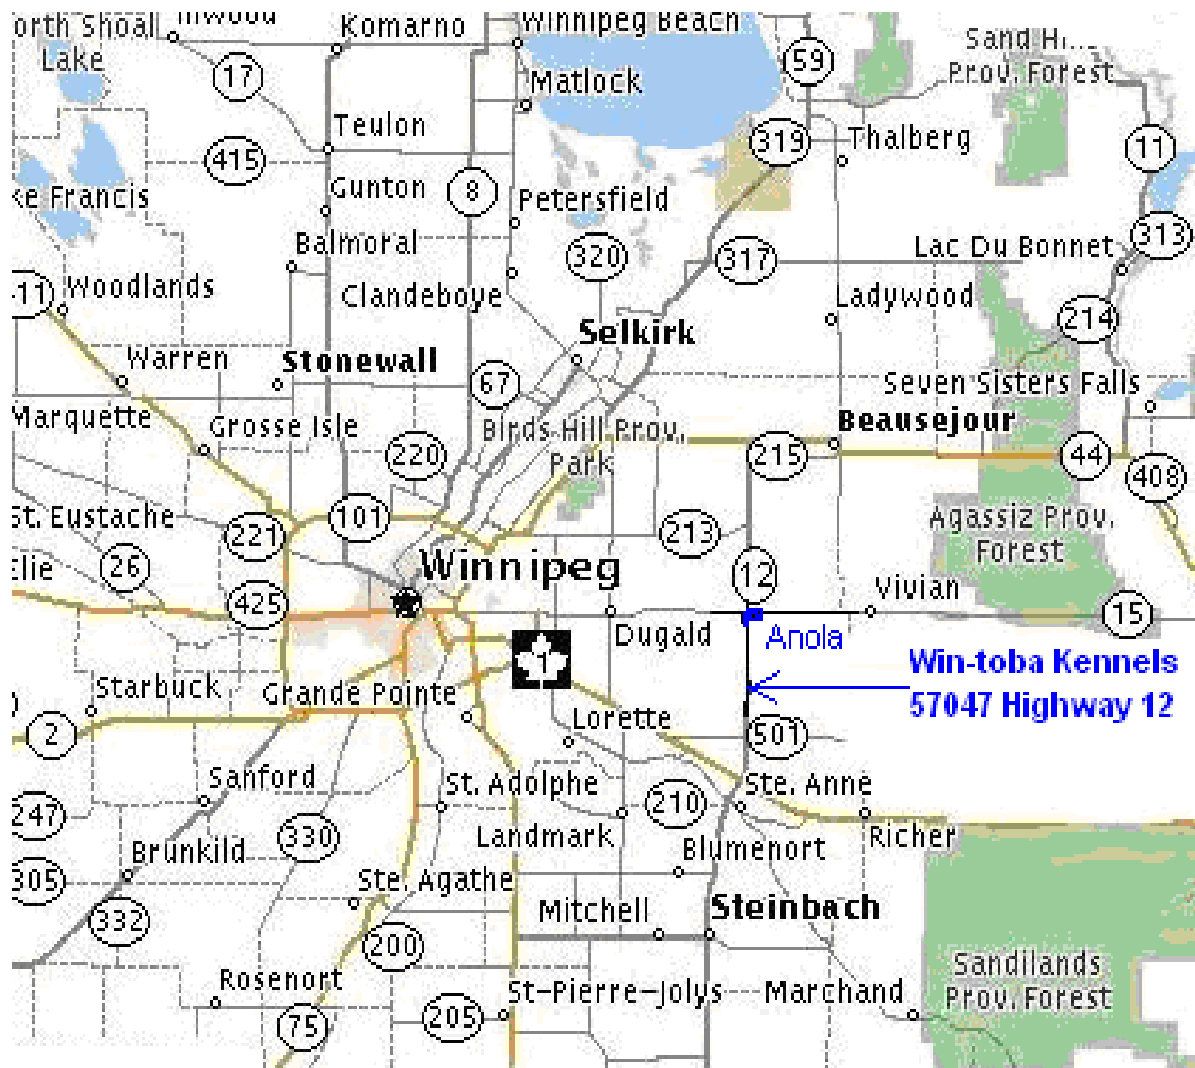 Komarno
Winnipeg Beach
Lake
17
Matlock
59
Sand H
Prov. Forest
Teulon
415
Gunton
8
319
Thalberg
11
Petersfield
Balmoral
320
317
Lac Du Bonnet
313
Woodlands
Clandeboye
Ladywood
214
Selkirk
Warren
Stonewall
67
Seven Sisters Falls
Marquette
Grosse Isle
220
Birds Hill Prov.
Park
Beausejour
215
44
408
St. Eustache
221
101
213
Agassiz Prov.
Forest
Elie
26
Winnipeg
12
425
Vivian
15
Dugald
Anola
1
Win-toba Kennels
57047 Highway 12
Starbuck
Grande Pointe
2
Lorette
501
Sanford
St. Adolphe
Ste. Anne
247
330
Landmark
210
Richer
Brunkild
Blumenort
305
Ste. Agathe
332
Mitchell
Steinbach
200
Rosenort
St-Pierre-Jolys
Marchand
Sandilands
Prov. Forest
75
205